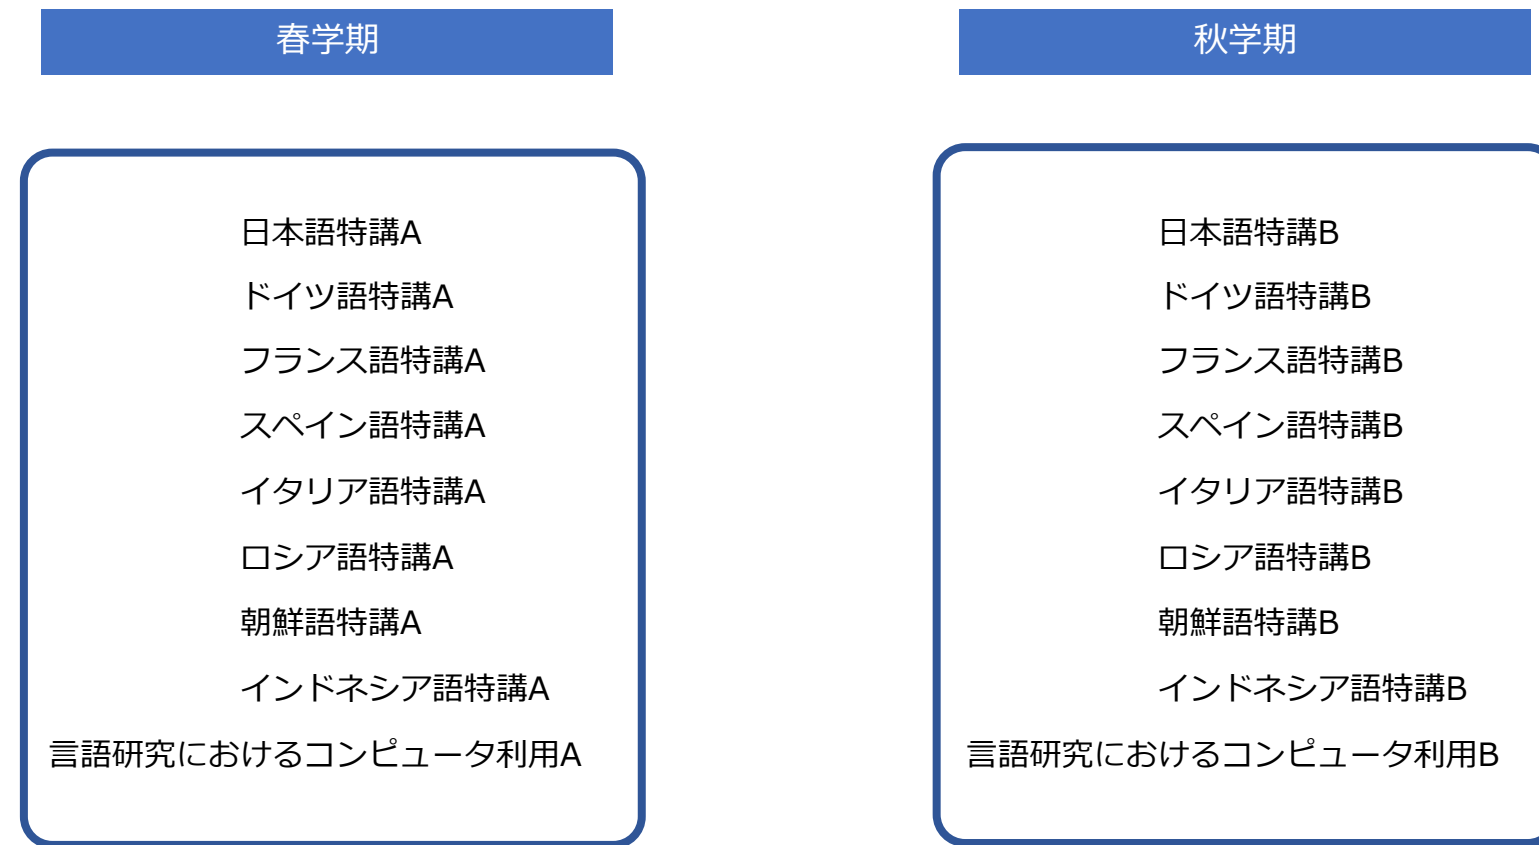 春学期
日本語特講A
ドイツ語特講A
フランス語特講A
スペイン語特講A
イタリア語特講A
ロシア語特講A
朝鮮語特講A
インドネシア語特講A
言語研究におけるコンピュータ利用A
秋学期
日本語特講B
ドイツ語特講B
フランス語特講B
スペイン語特講B
イタリア語特講B
ロシア語特講B
朝鮮語特講B
インドネシア語特講B
言語研究におけるコンピュータ利用B